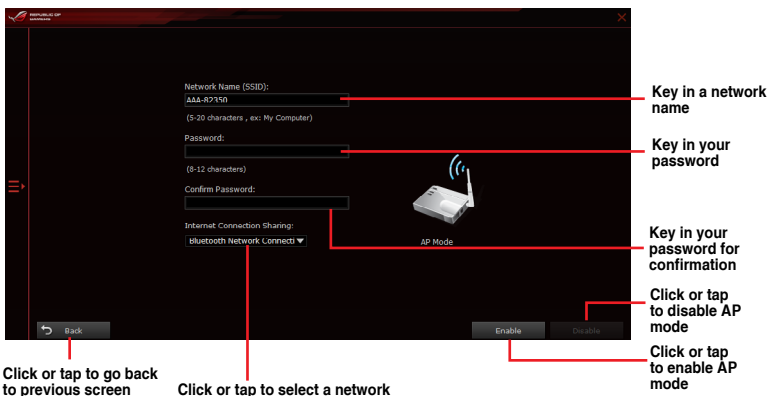 REPUBLIC OF
GAMERS
Network Name (SSID):
AAA-82350
(5-20 characters , ex: My Computer)
Password:
(8-12 characters)
Confirm Password:
Internet Connection Sharing:
Bluetooth Network Connecti
AP Mode
Back
Enable
Disable
Key in a network
name
Key in your
password
Key in your
password for
confirmation
Click or tap
to disable AP
mode
Click or tap
to enable AP
mode
Click or tap to go back
to previous screen
Click or tap to select a network